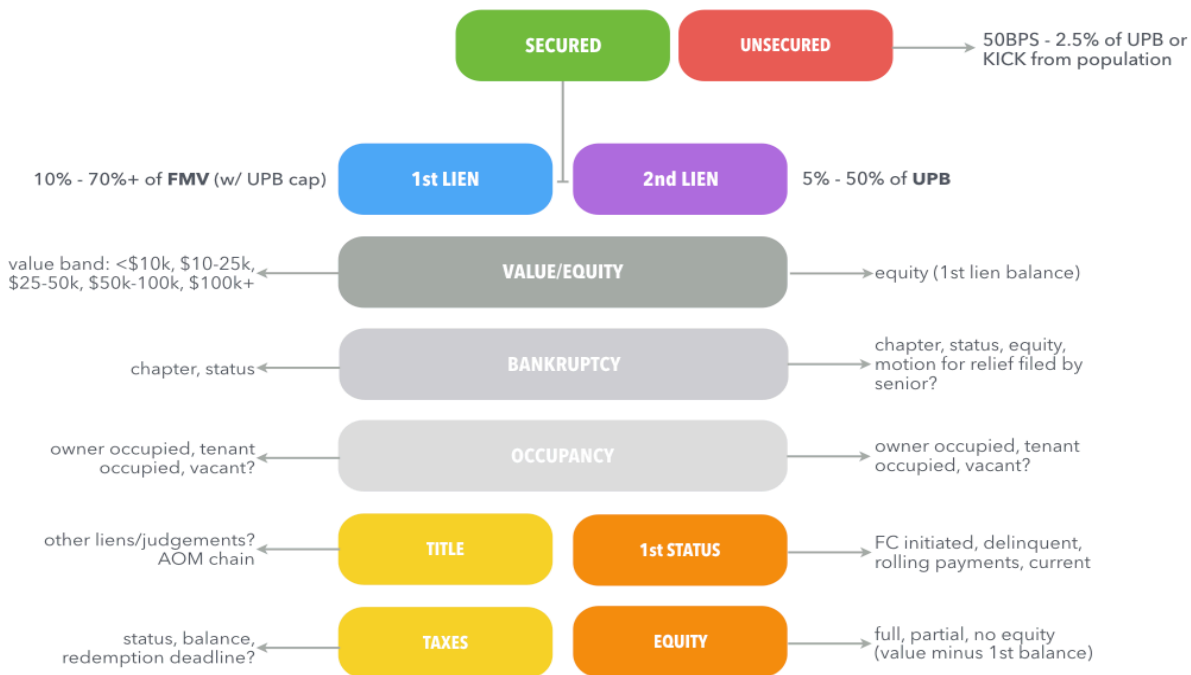 SECURED
UNSECURED
50BPS - 2.5% of UPB or
KICK from population
10% - 70%+ of FMV (w/ UPB cap)
1st LIEN
2nd LIEN
5% - 50% of UPB
value band: <$10k, $10-25k,
$25-50k, $50k-100k, $100k+
VALUE/EQUITY
equity (1st lien balance)
chapter, status
BANKRUPTCY
chapter, status, equity,
motion for relief filed by
senior?
owner occupied, tenant
occupied, vacant?
OCCUPANCY
owner occupied, tenant
occupied, vacant?
other liens/judgements?
AOM chain
TITLE
1st STATUS
FC initiated, delinquent,
rolling payments, current
status, balance,
redemption deadline?
TAXES
EQUITY
full, partial, no equity
(value minus 1st balance)